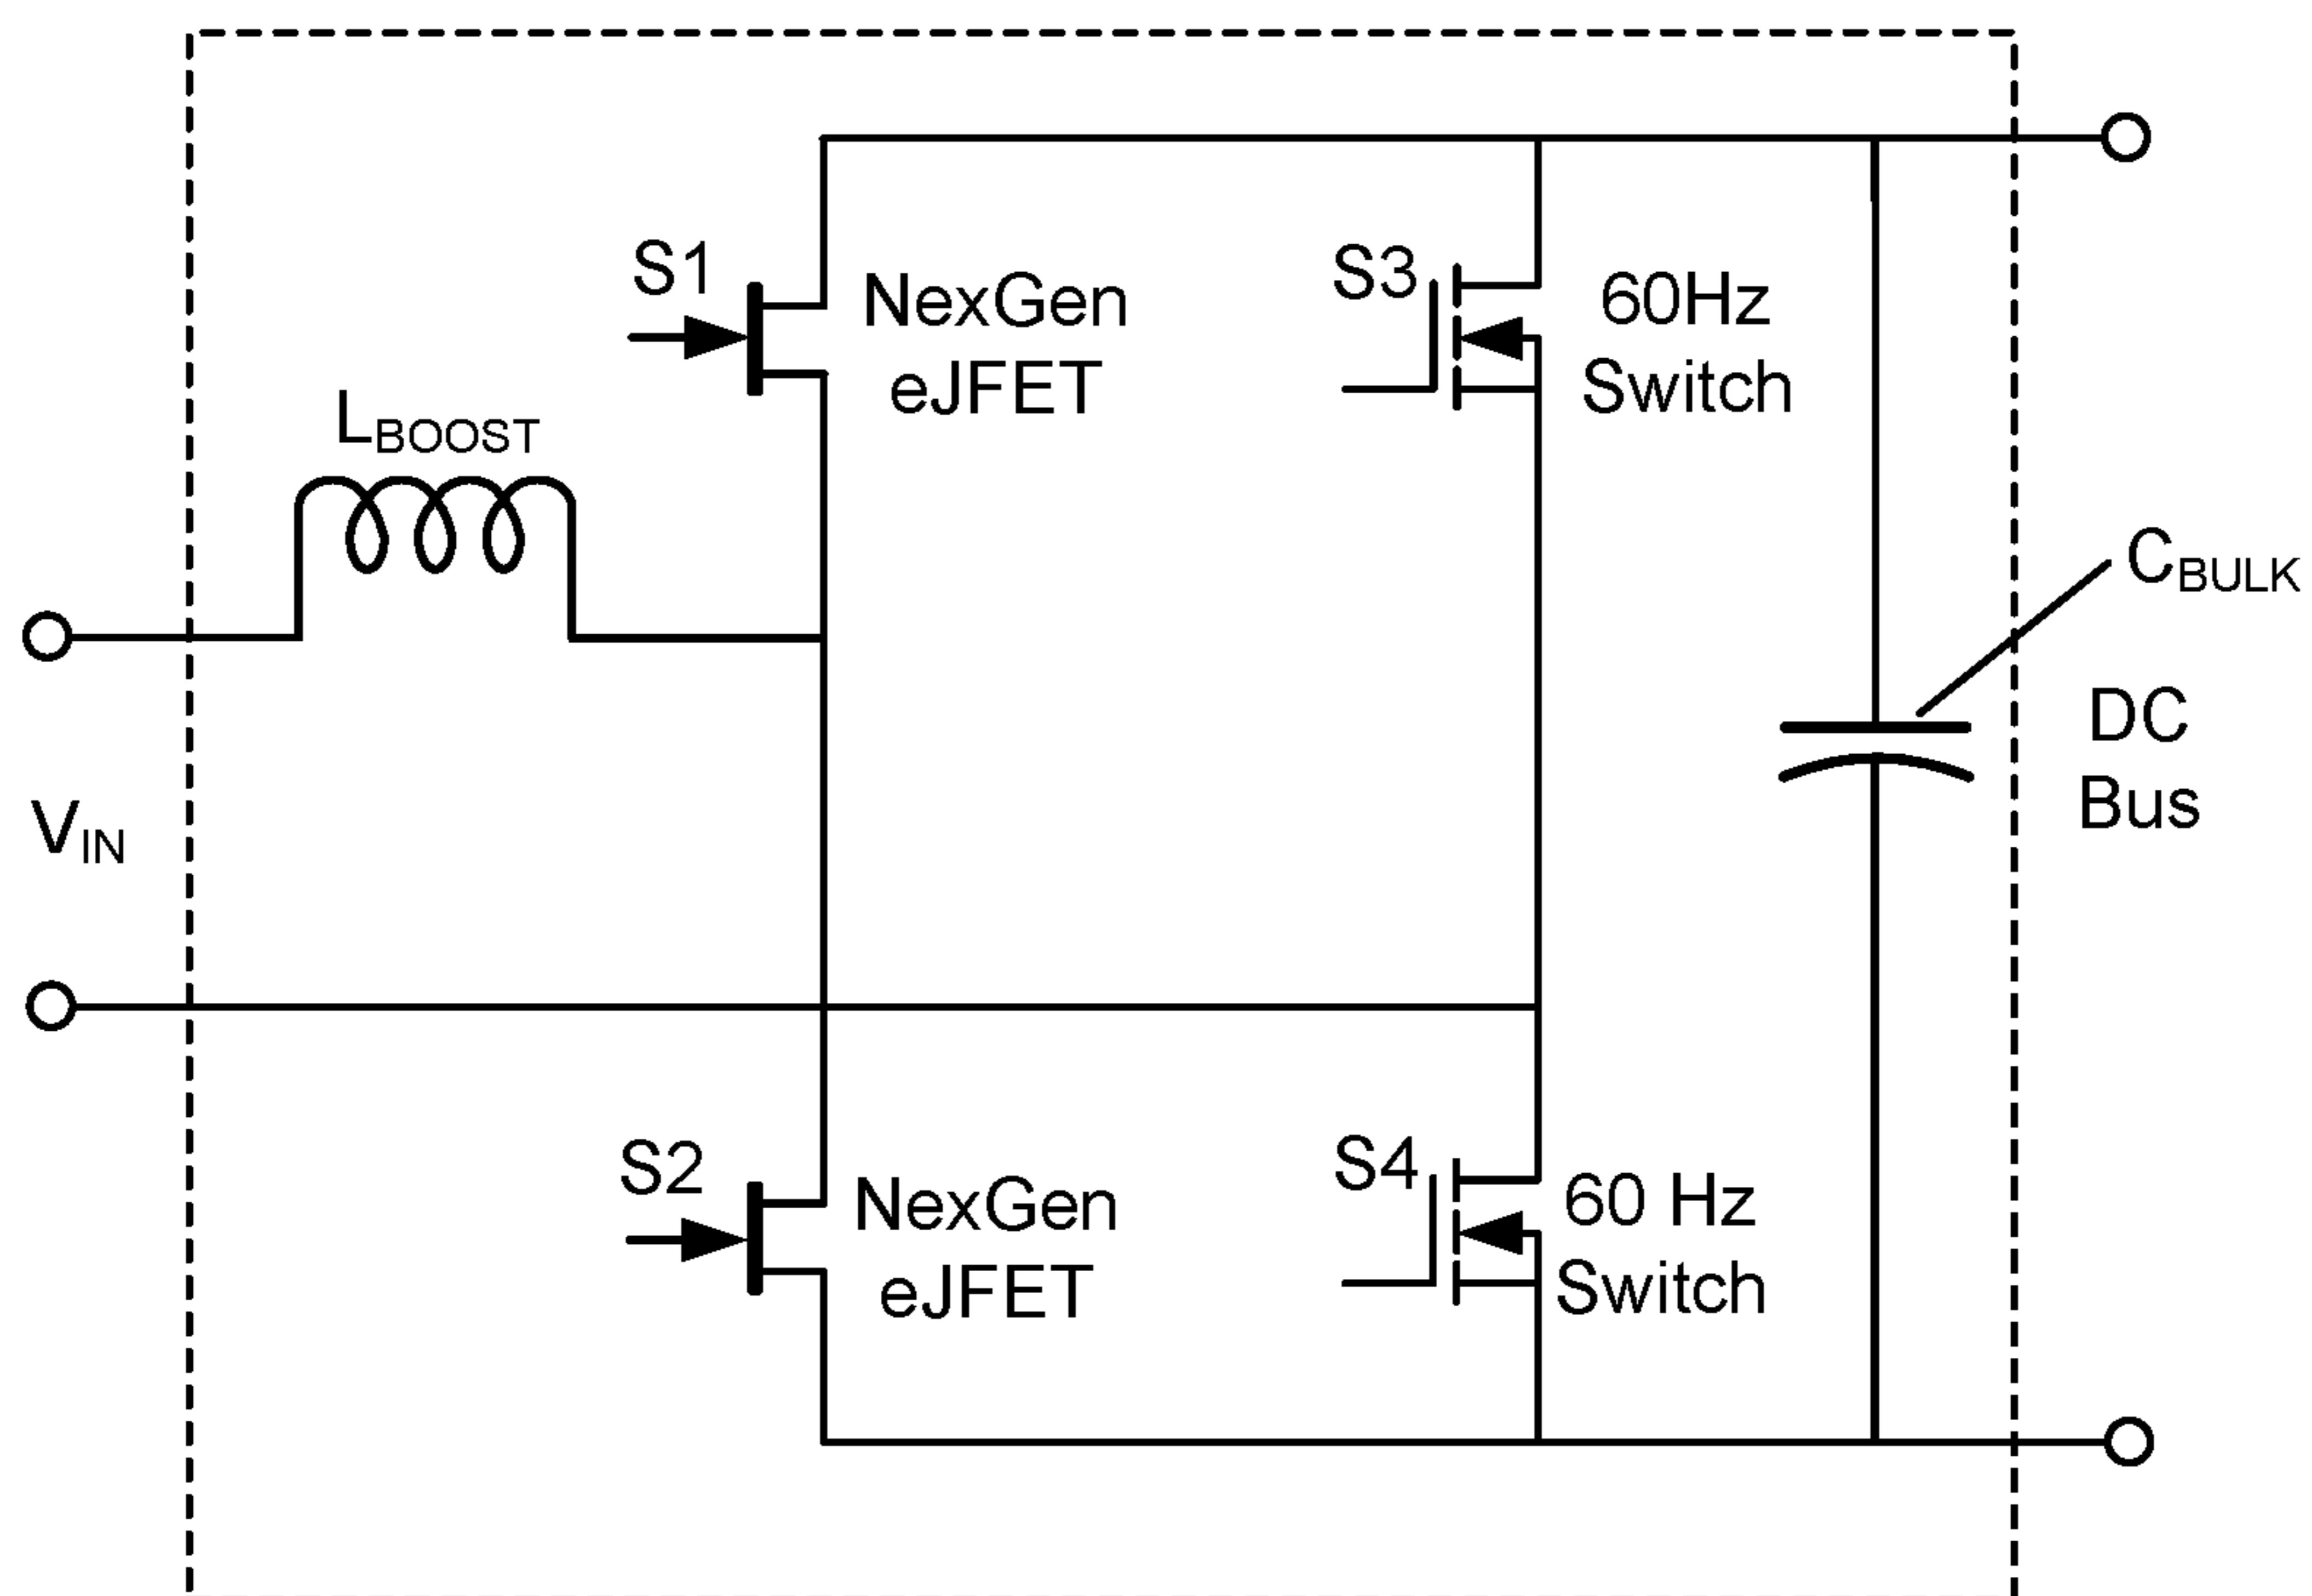 S1
NexGen
eJFET
S3
60Hz
Switch
LBOOST
CBULK
DC
Bus
VIN
S2
NexGen
eJFET
S4
60 Hz
Switch